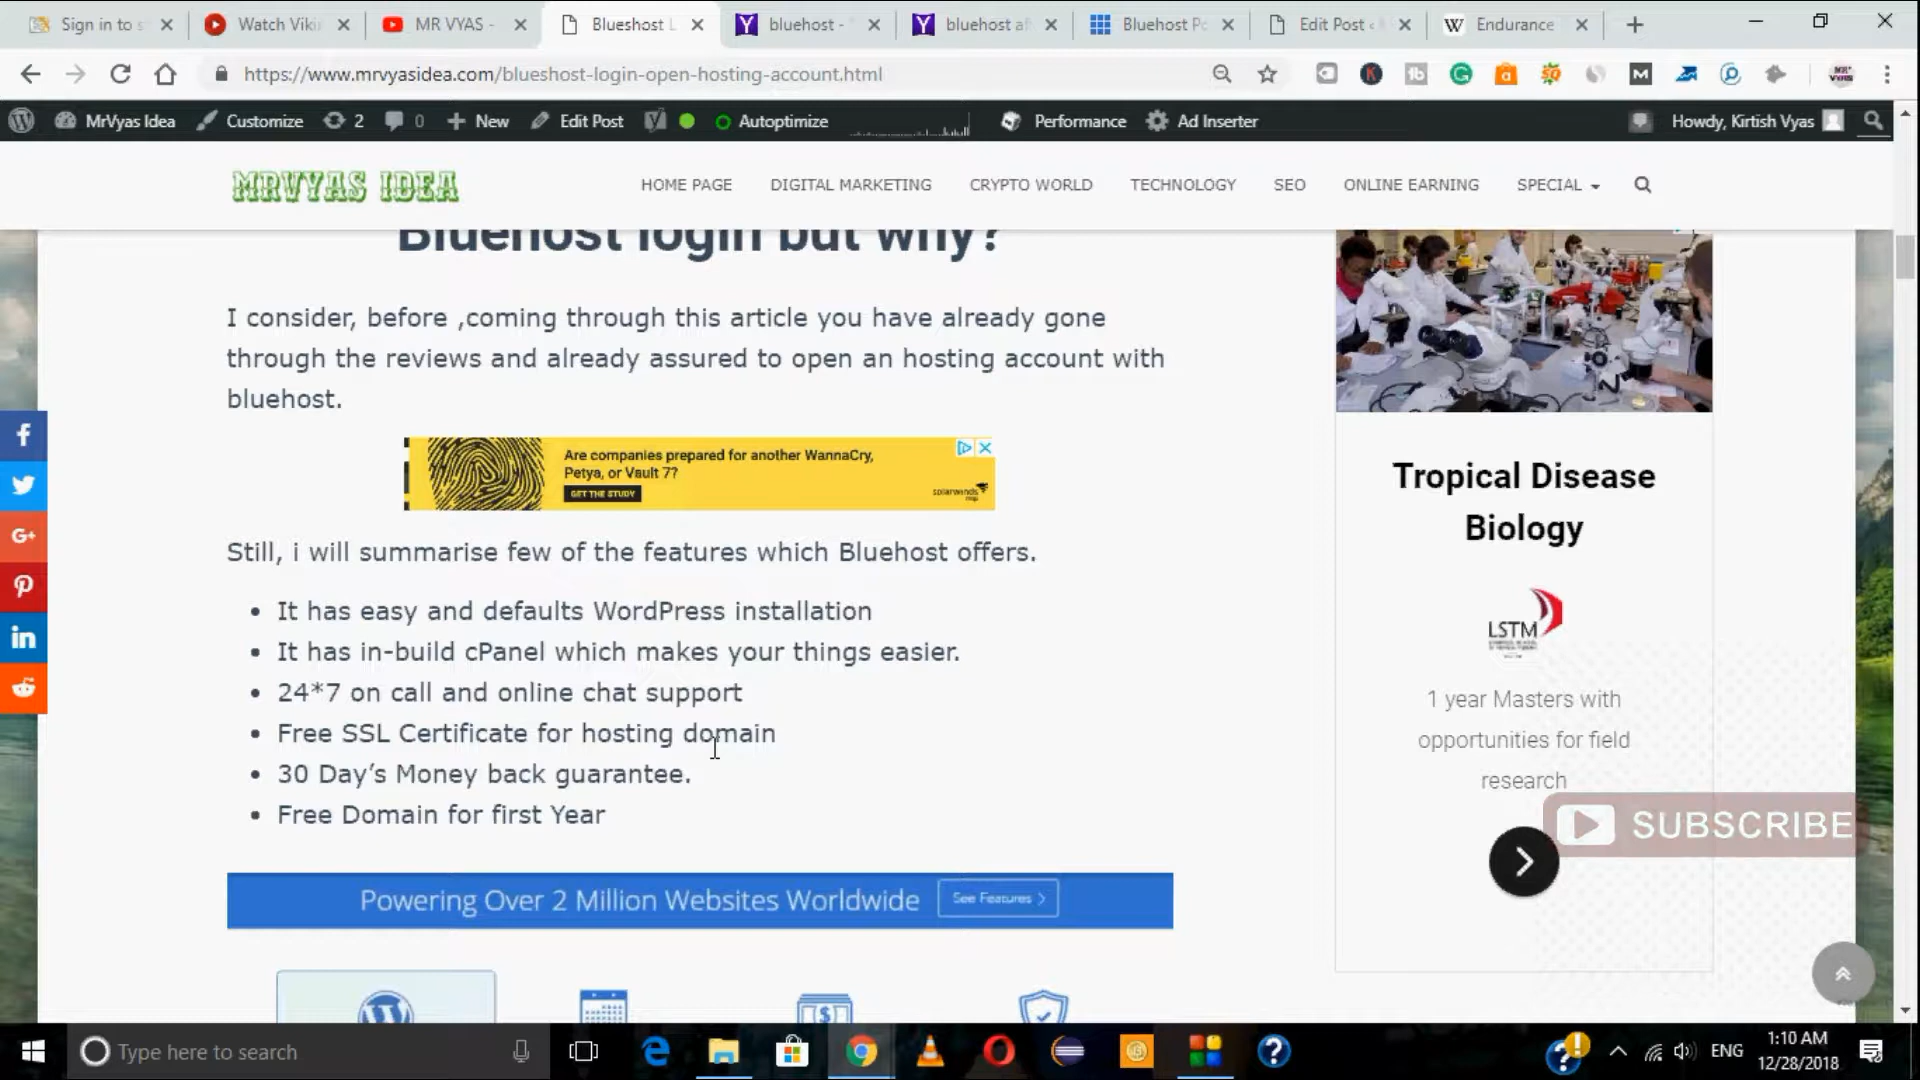 Sign in to s
Watch Viki
MR VYAS -
Blueshost L
bluehost -
bluehost af
Bluehost Po
Edit Post ‹
Endurance
https://www.mrvyasidea.com/blueshost-login-open-hosting-account.html
MrVyas Idea
Customize
2
0
New
Edit Post
Autoptimize
Performance
Ad Inserter
Howdy, Kirtish Vyas
MRVYAS IDEA
HOME PAGE
DIGITAL MARKETING
CRYPTO WORLD
TECHNOLOGY
SEO
ONLINE EARNING
SPECIAL
Bluehost login but why?
I consider, before ,coming through this article you have already gone
through the reviews and already assured to open an hosting account with
bluehost.
Are companies prepared for another WannaCry,
Petya, or Vault 7?
GET THE STUDY
solarwinds
msp
Still, i will summarise few of the features which Bluehost offers.
It has easy and defaults WordPress installation
It has in-build cPanel which makes your things easier.
24*7 on call and online chat support
Free SSL Certificate for hosting domain
30 Day’s Money back guarantee.
Free Domain for first Year
Powering Over 2 Million Websites Worldwide
See Features
Tropical Disease
Biology
LSTM
1 year Masters with
opportunities for field
research
SUBSCRIBE
Type here to search
ENG
1:10 AM
12/28/2018